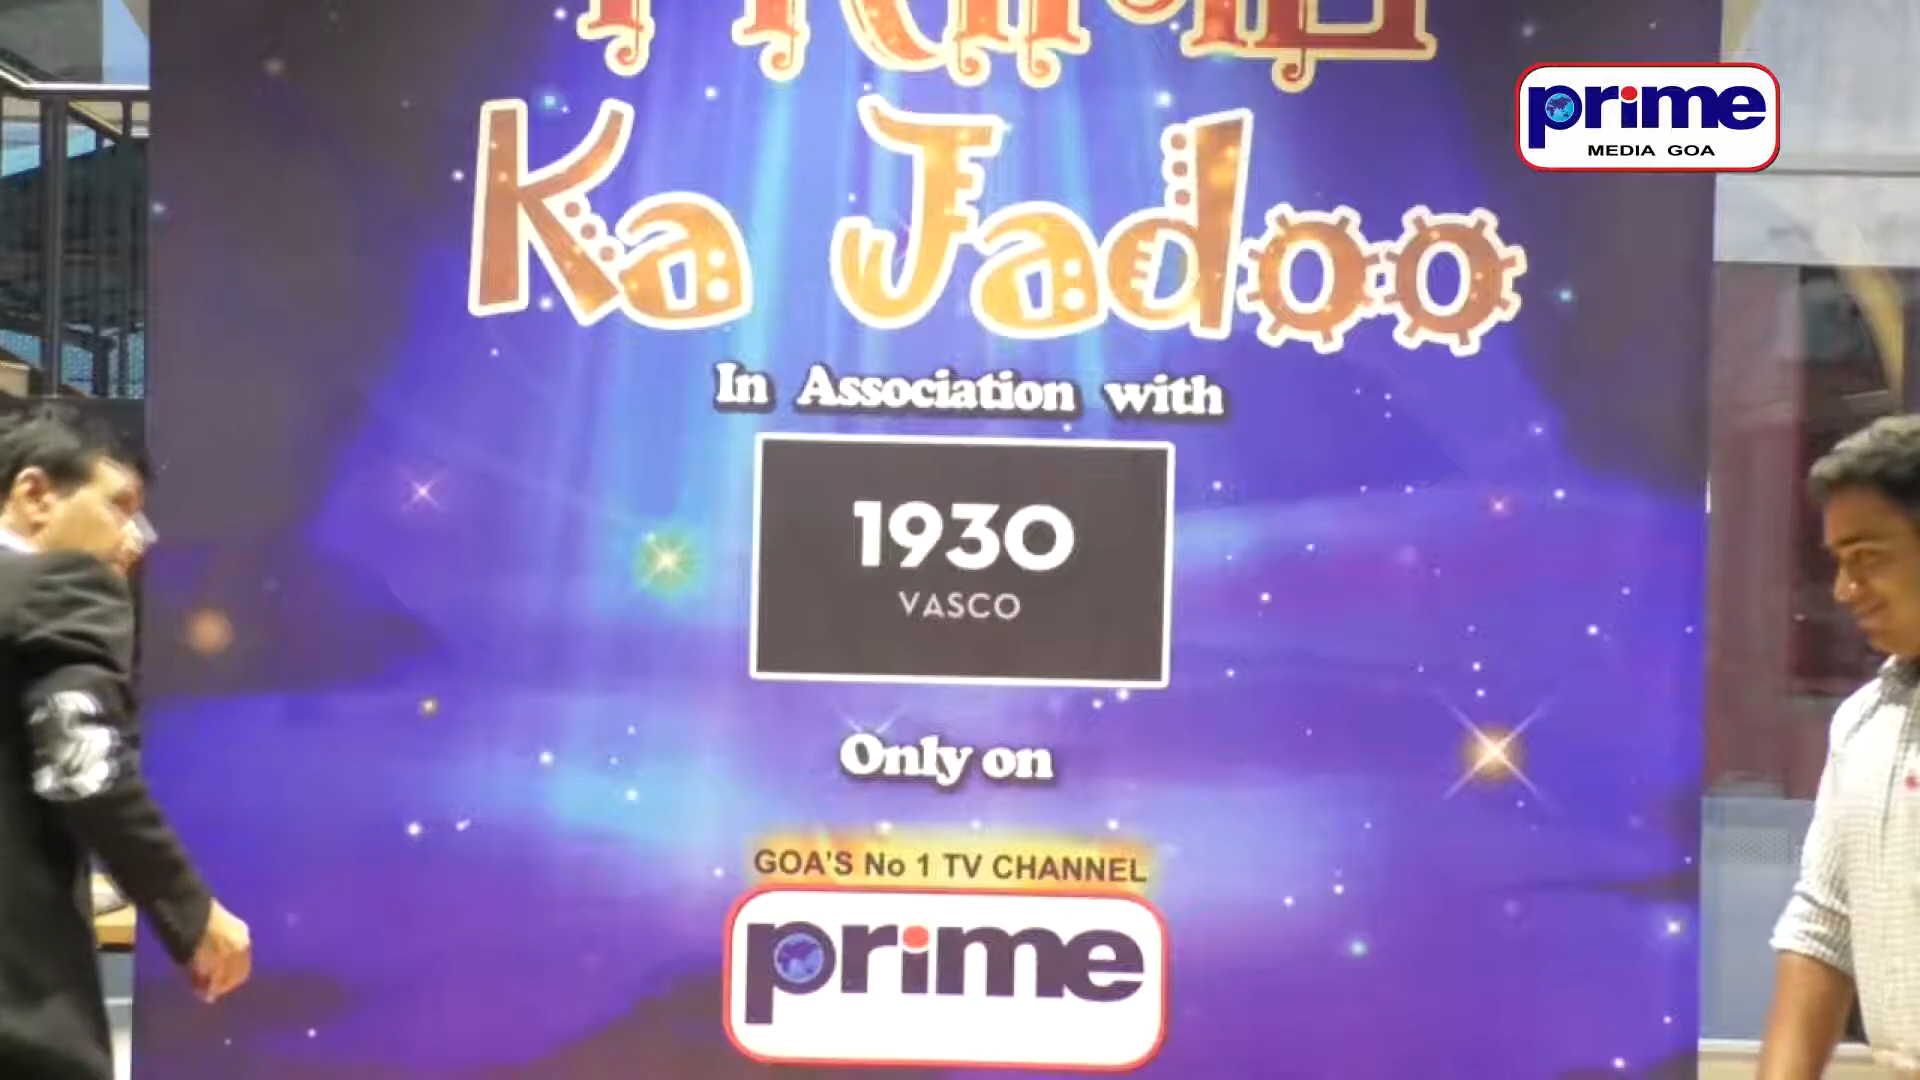 Ka Jadoo
In Association with
1930
VASCO
Only on
GOA'S No 1 TV CHANNEL
prime
prime
MEDIA GOA